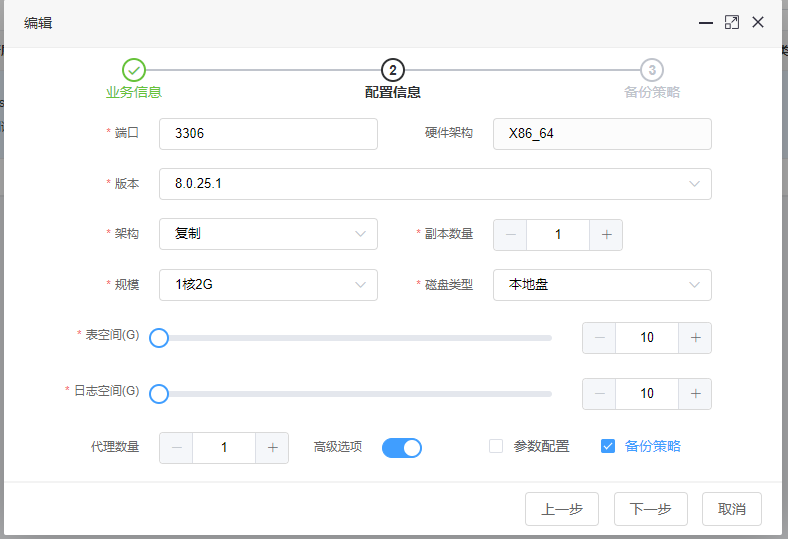 编辑
2 3
业务信息 配置信息 备份策略
* 端口 3306 硬件架构 X86_64
* 版本 8.0.25.1
* 架构 复制 * 副本数量 — 1 +
* 规模 1核2G * 磁盘类型 本地盘
* 表空间(G) — 10 +
* 日志空间(G) — 10 +
代理数量 — 1 + 高级选项 参数配置 备份策略
上一步 下一步 取消